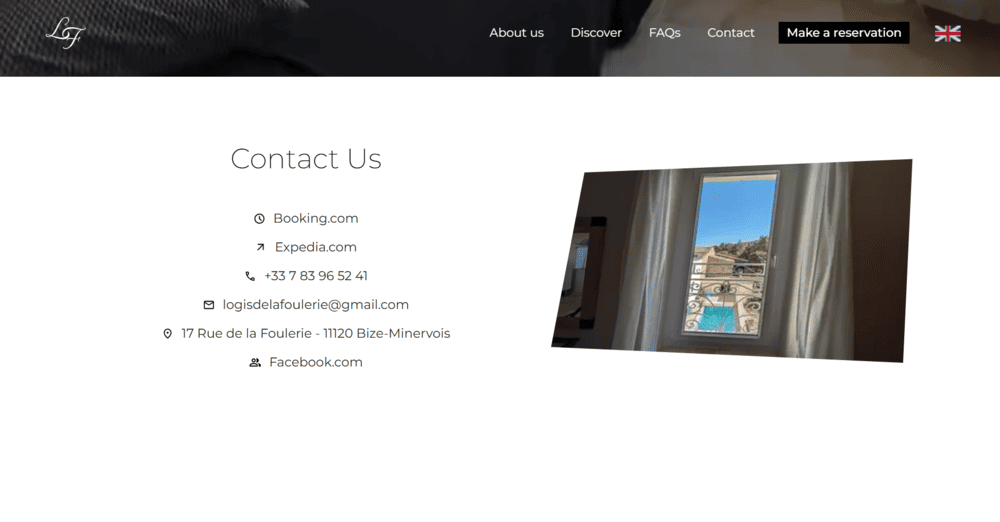 LF
About us
Discover
FAQs
Contact
Make a reservation
Contact Us
Booking.com
Expedia.com
+33 7 83 96 52 41
logisdelafoulerie@gmail.com
17 Rue de la Foulerie - 11120 Bize-Minervois
Facebook.com